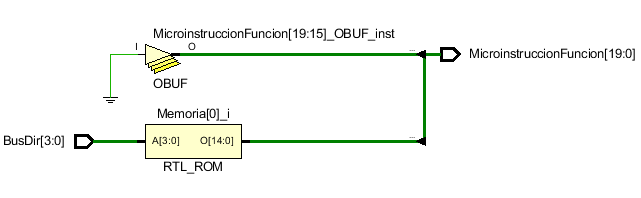 MicroinstruccionFuncion[19:15]_OBUF_inst
I
O
...
MicroinstruccionFuncion[19:0]
OBUF
Memoria[0]_i
...
BusDir[3:0]
A[3:0]
O[14:0]
RTL_ROM